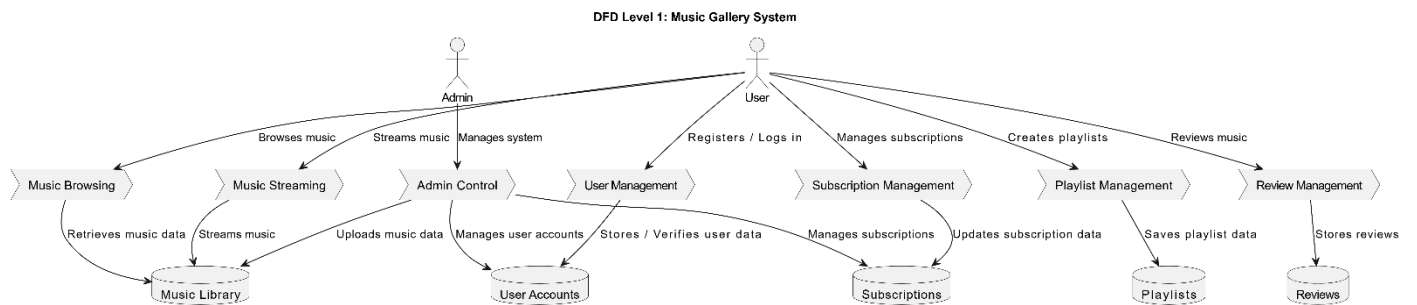 DFD Level 1: Music Gallery System
Admin
User
Browses music
Streams music
Manages system
Registers / Logs in
Manages subscriptions
Creates playlists
Reviews music
Music Browsing
Music Streaming
Admin Control
User Management
Subscription Management
Playlist Management
Review Management
Retrieves music data
Streams music
Uploads music data
Manages user accounts
Stores / Verifies user data
Manages subscriptions
Updates subscription data
Saves playlist data
Stores reviews
Music Library
User Accounts
Subscriptions
Playlists
Reviews